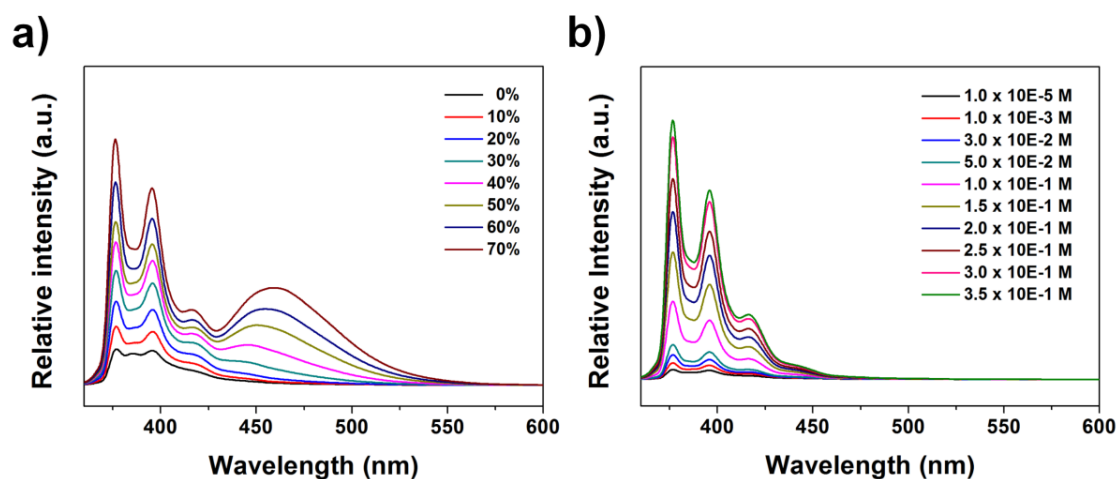 a)
Relative intensity (a.u.)
0%
10%
20%
30%
40%
50%
60%
70%
400 450 500 550 600
Wavelength (nm)
b)
Relative Intensity (a.u.)
1.0 x 10E-5 M
1.0 x 10E-3 M
3.0 x 10E-2 M
5.0 x 10E-2 M
1.0 x 10E-1 M
1.5 x 10E-1 M
2.0 x 10E-1 M
2.5 x 10E-1 M
3.0 x 10E-1 M
3.5 x 10E-1 M
400 450 500 550 600
Wavelength (nm)